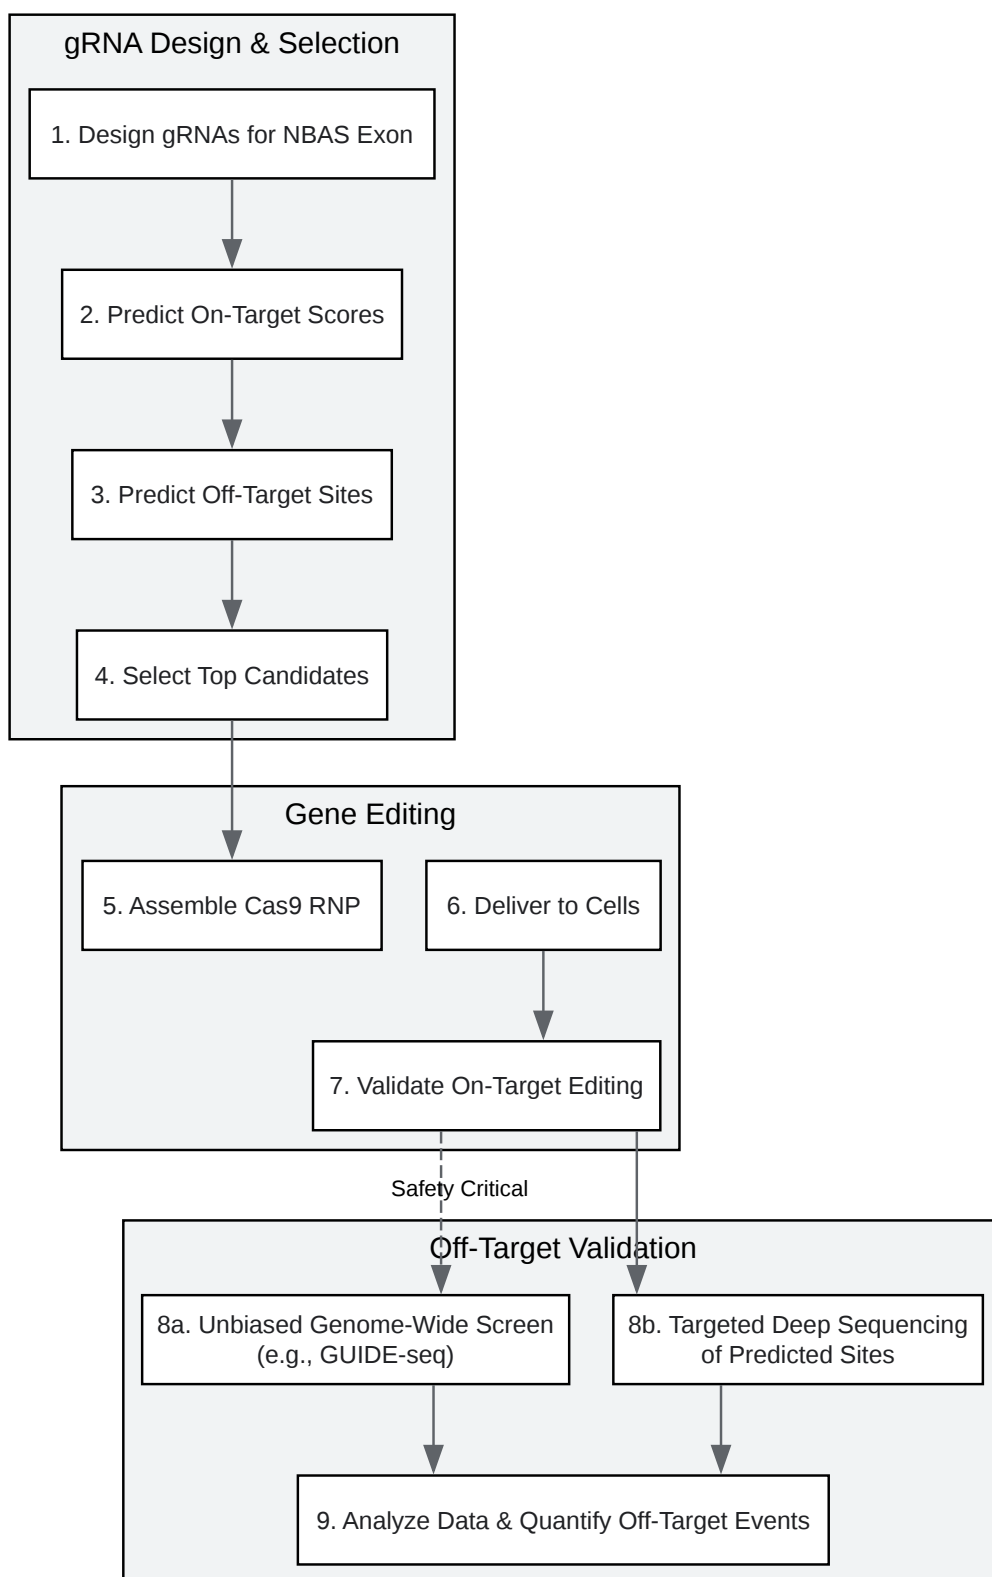 gRNA Design & Selection
1. Design gRNAs for NBAS Exon
2. Predict On-Target Scores
3. Predict Off-Target Sites
4. Select Top Candidates
Gene Editing
5. Assemble Cas9 RNP
6. Deliver to Cells
7. Validate On-Target Editing
Safety Critical
Off-Target Validation
8a. Unbiased Genome-Wide Screen
(e.g., GUIDE-seq)
8b. Targeted Deep Sequencing
of Predicted Sites
9. Analyze Data & Quantify Off-Target Events